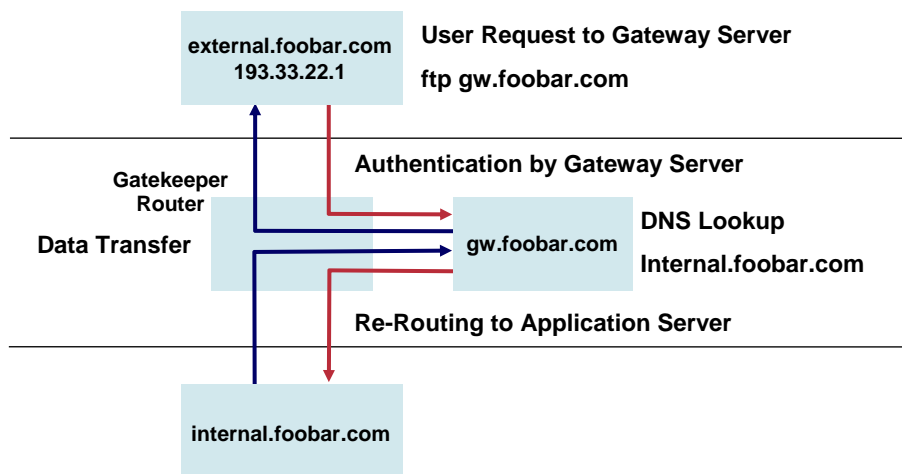 external.foobar.com
193.33.22.1
User Request to Gateway Server
ftp gw.foobar.com
Authentication by Gateway Server
Gatekeeper
Router
Data Transfer
gw.foobar.com
DNS Lookup
Internal.foobar.com
Re-Routing to Application Server
internal.foobar.com